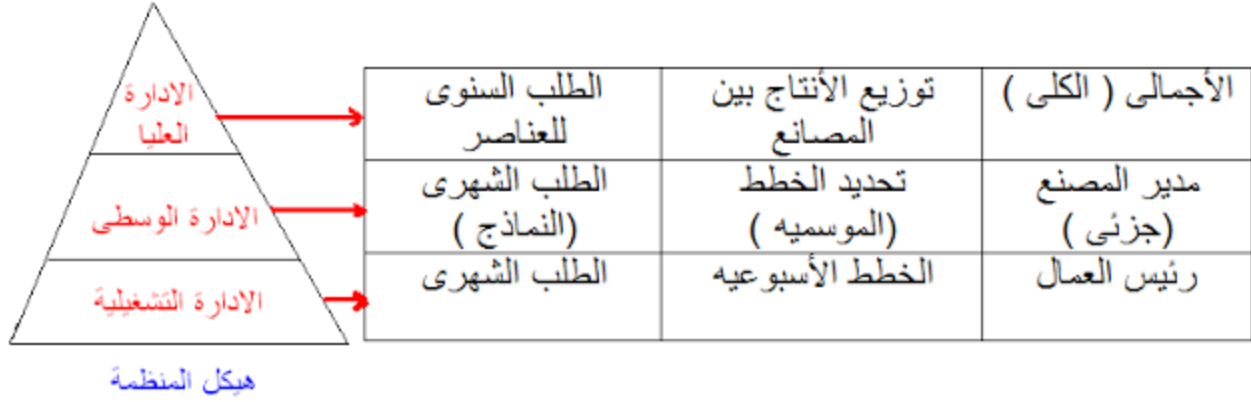 الادارة
العليا
الادارة الوسطى
الادارة التشغيلية
هيكل المنظمة
الأجمالى ( الكلى )
توزيع الأنتاج بين
المصانع
الطلب السنوى
للعناصر
مدير المصنع
(جزئى )
تحديد الخطط
(الموسميه )
الطلب الشهرى
(النماذج )
رئيس العمال
الخطط الأسبوعيه
الطلب الشهرى